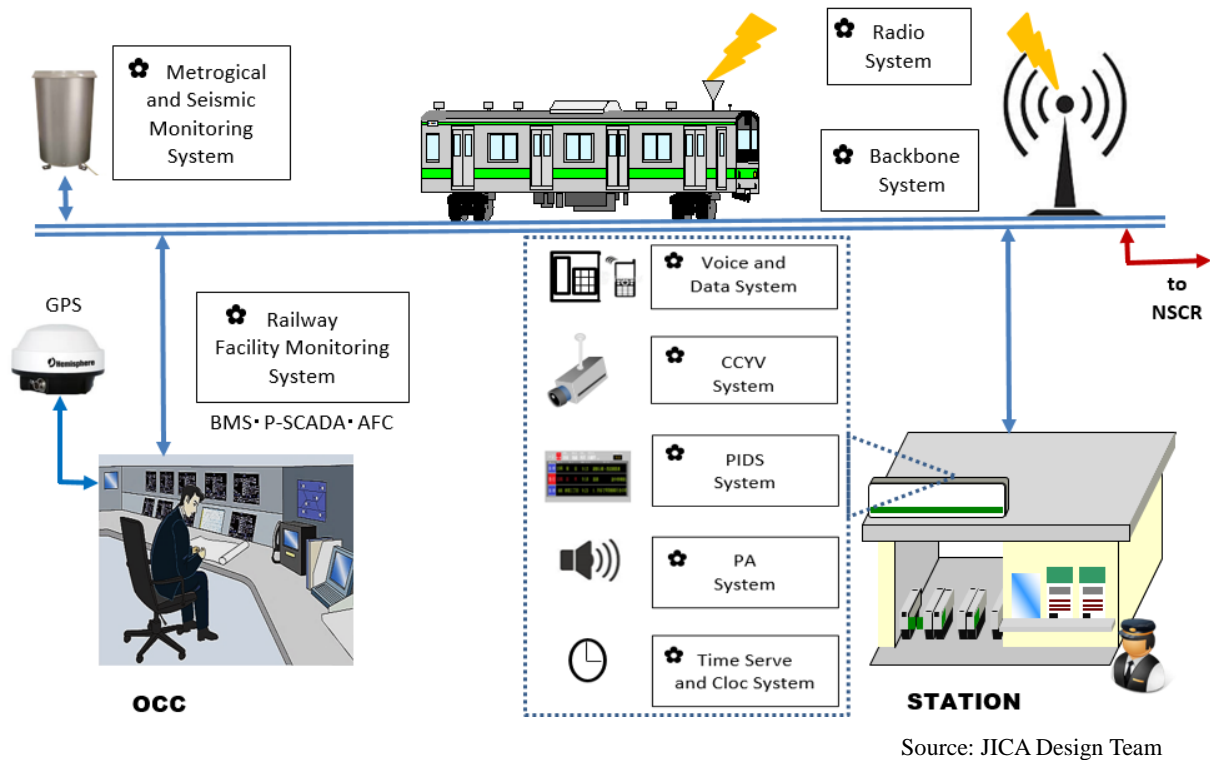 ✿ Metrogical
and Seismic
Monitoring
System
✿ Radio
System
✿ Backbone
System
to
NSCR
GPS
Hemisphere
✿ Railway
Facility Monitoring
System
BMS・P-SCADA・AFC
✿ Voice and
Data System
✿ CCYV
System
✿ PIDS
System
✿ PA
System
✿ Time Serve
and Cloc System
OCC
STATION
Source: JICA Design Team